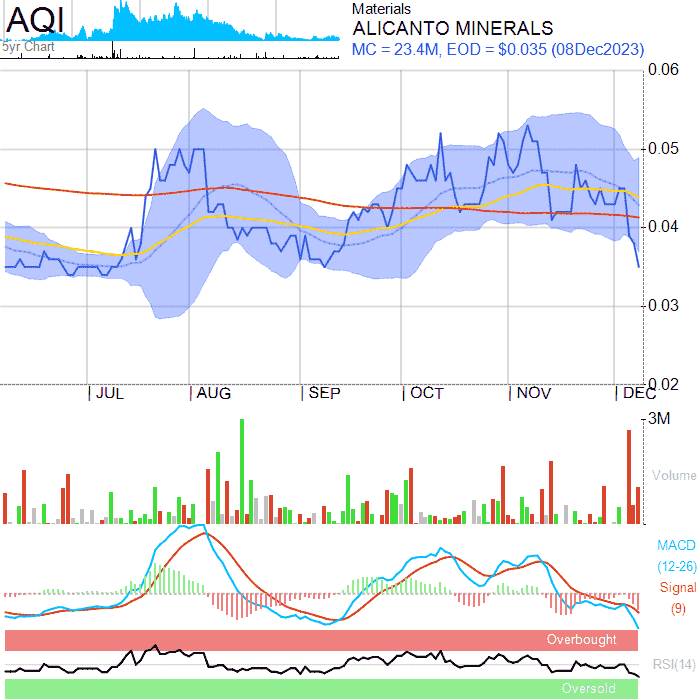 AQI
5yr Chart
Materials
ALICANTO MINERALS
MC = 23.4M, EOD = $0.035 (08Dec2023)
0.06
0.05
0.04
0.03
0.02
JUL AUG SEP OCT NOV DEC
3M
Volume
MACD
(12-26)
Signal
(9)
Overbought
RSI(14)
Oversold